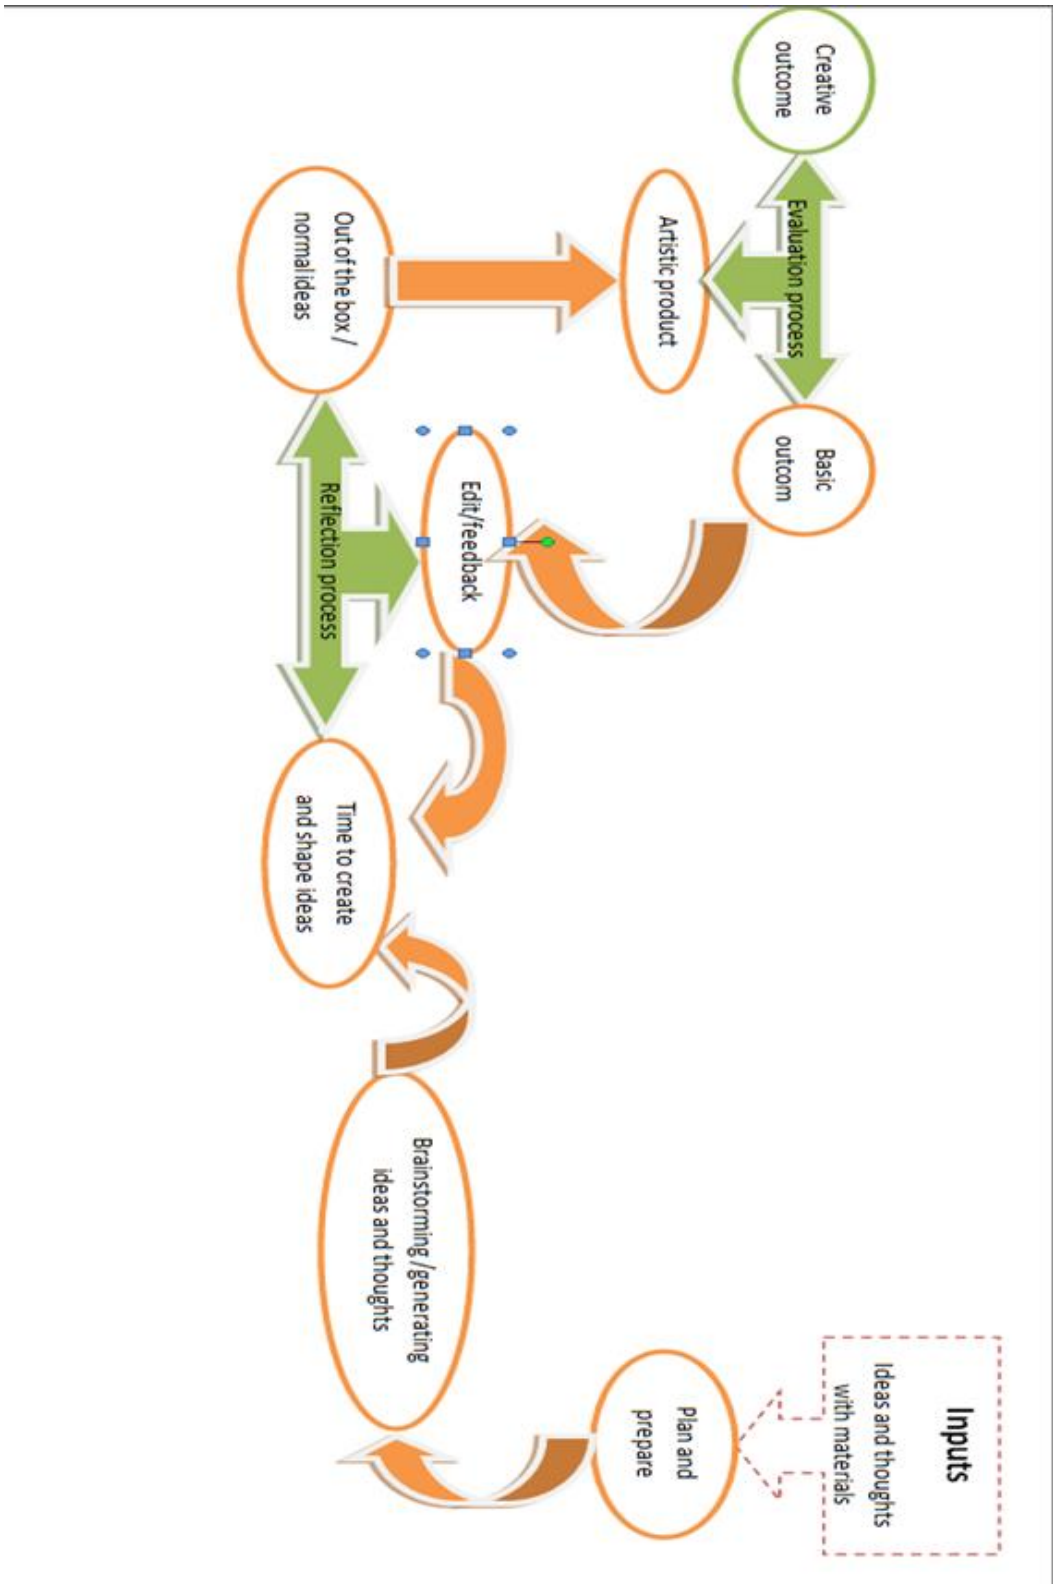 Inputs
Ideas and thoughts
with materials
Plan and
prepare
Brainstorming /generating
ideas and thoughts
Time to create
and shape ideas
Reflection process
Edit/feedback
Out of the box /
normal ideas
Artistic product
Evaluation process
Creative
outcome
Basic
outcom